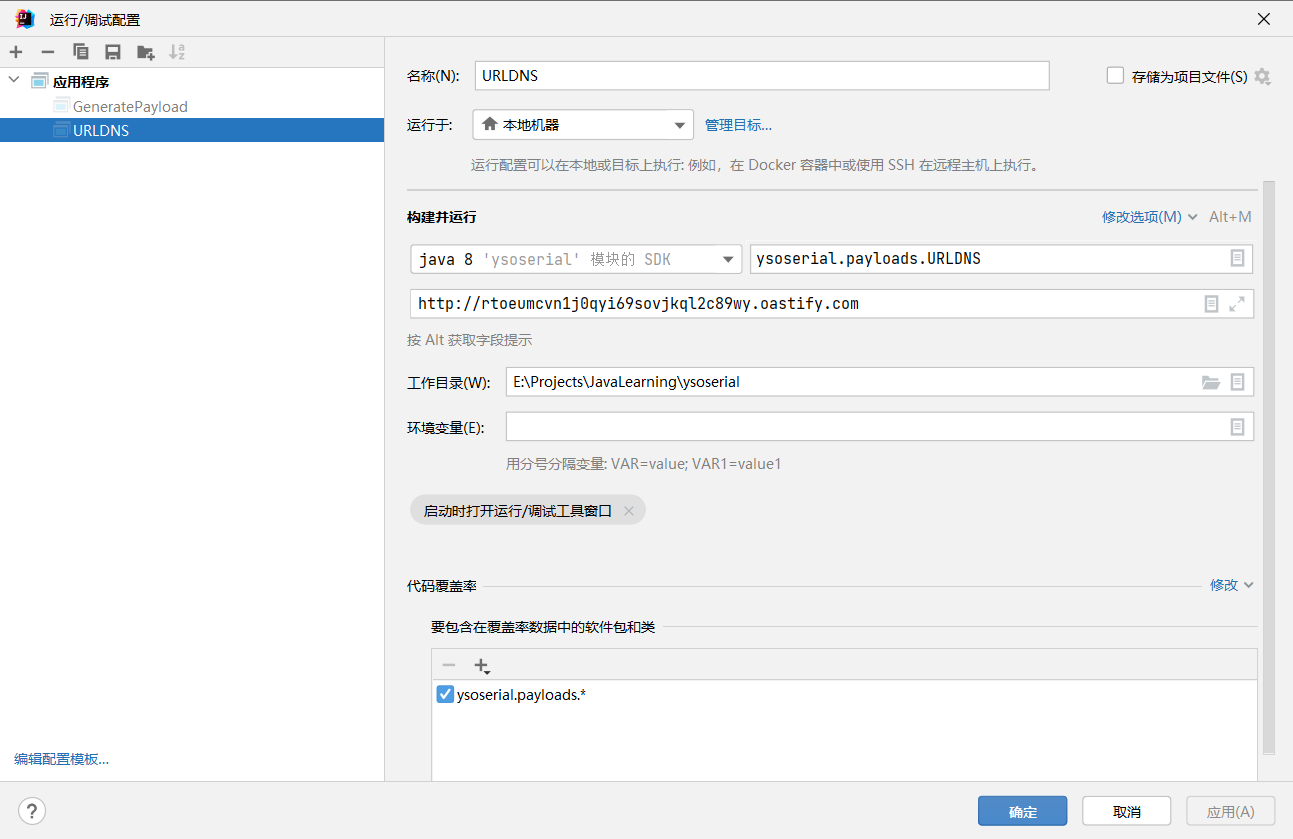 运行/调试配置
应用程序
GeneratePayload
URLDNS
编辑配置模板...
名称(N):
URLDNS
存储为项目文件(S)
运行于:
本地机器
管理目标...
运行配置可以在本地或目标上执行: 例如，在 Docker 容器中或使用 SSH 在远程主机上执行。
构建并运行
修改选项(M)
Alt+M
java 8 'ysoserial' 模块的 SDK
ysoserial.payloads.URLDNS
http://rtoeumcvn1j0qyi69sovjkql2c89wy.oastify.com
按 Alt 获取字段提示
工作目录(W):
E:\Projects\JavaLearning\ysoserial
环境变量(E):
用分号分隔变量: VAR=value; VAR1=value1
启动时打开运行/调试工具窗口
代码覆盖率
修改
要包含在覆盖率数据中的软件包和类
ysoserial.payloads.*
?
确定
取消
应用(A)